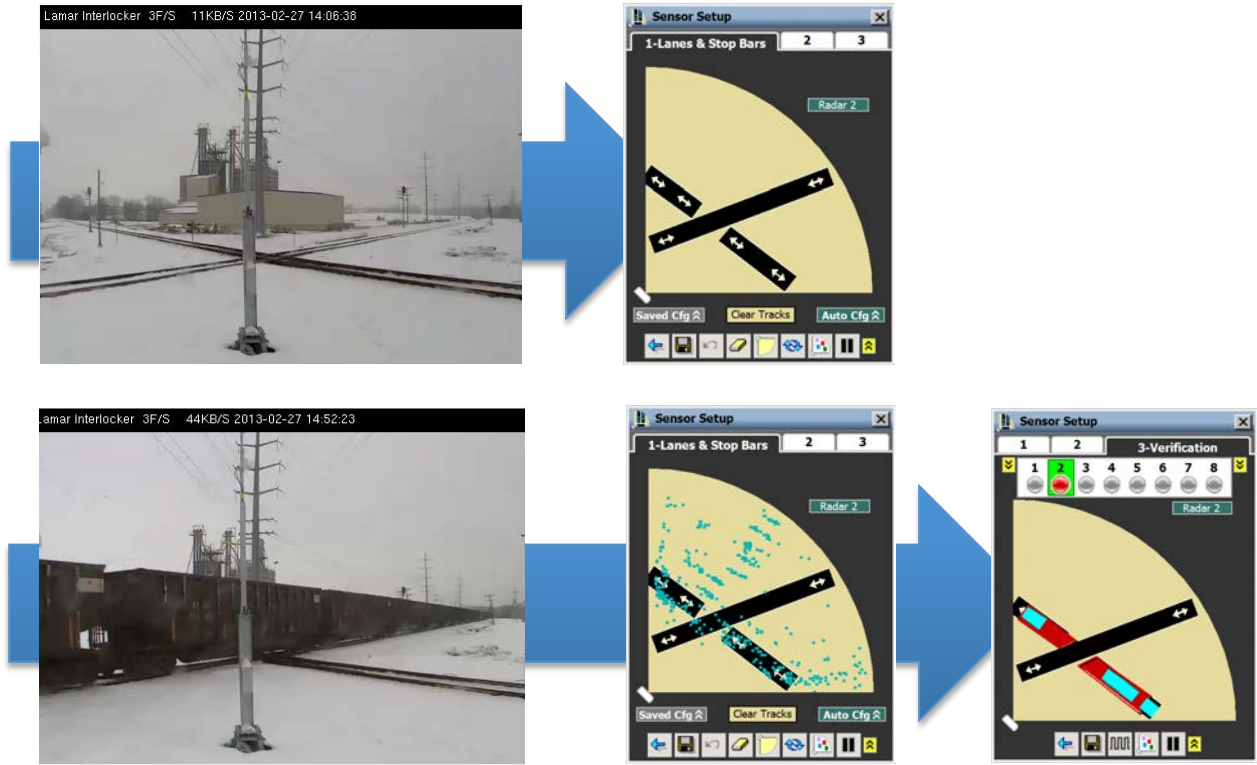 Lamar Interlocker 3F/S 11KB/S 2013-02-27 14:06:38
Sensor Setup
1-Lanes & Stop Bars 2 3
Radar 2
Saved Cfg Clear Tracks Auto Cfg
amar Interlocker 3F/S 44KB/S 2013-02-27 14:52:23
Sensor Setup
1-Lanes & Stop Bars 2 3
Radar 2
Saved Cfg Clear Tracks Auto Cfg
Sensor Setup
1 2 3-Verification
1 2 3 4 5 6 7 8
Radar 2